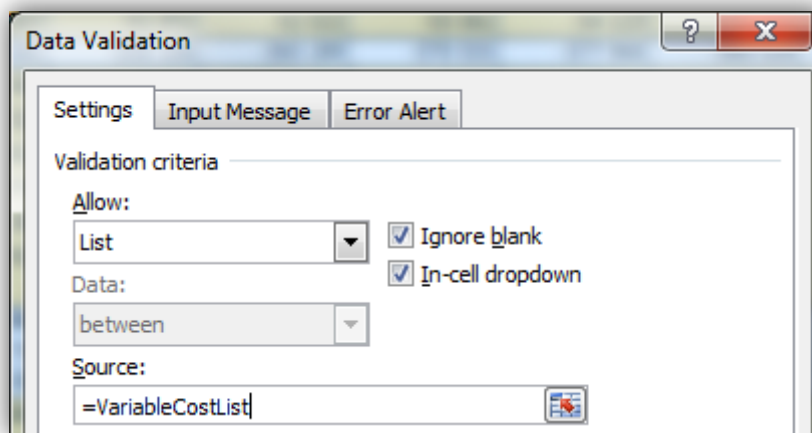 Data Validation
?
X
Settings Input Message Error Alert
Validation criteria
Allow:
List
Ignore blank
In-cell dropdown
Data:
between
Source:
=VariableCostList